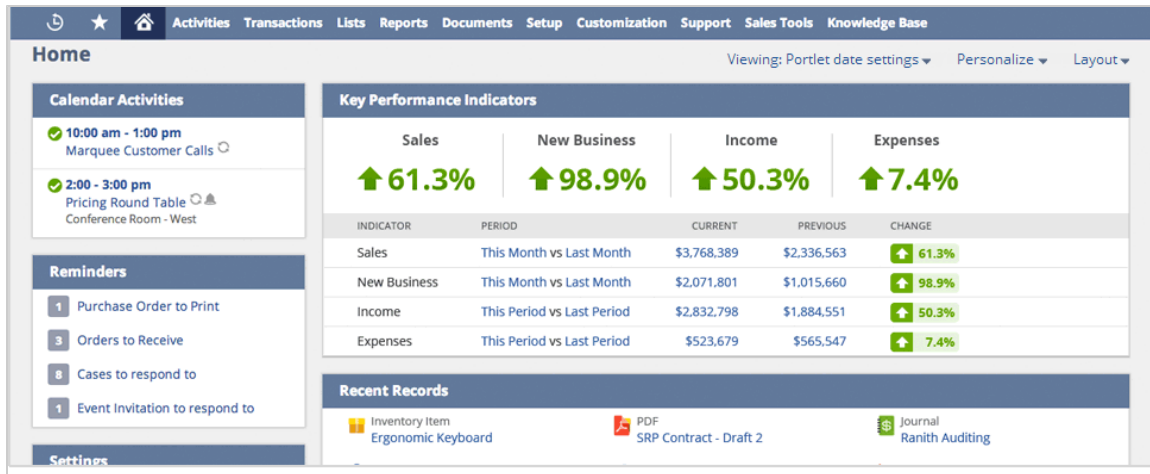 Activities Transactions Lists Reports Documents Setup Customization Support Sales Tools Knowledge Base
Home
Viewing: Portlet date settings Personalize Layout
Calendar Activities
10:00 am - 1:00 pm
Marquee Customer Calls
2:00 - 3:00 pm
Pricing Round Table
Conference Room - West
Reminders
1 Purchase Order to Print
3 Orders to Receive
8 Cases to respond to
1 Event Invitation to respond to
Settings
Key Performance Indicators
Sales New Business Income Expenses
61.3% 98.9% 50.3% 7.4%
INDICATOR PERIOD CURRENT PREVIOUS CHANGE
Sales This Month vs Last Month $3,768,389 $2,336,563 61.3%
New Business This Month vs Last Month $2,071,801 $1,015,660 98.9%
Income This Period vs Last Period $2,832,798 $1,884,551 50.3%
Expenses This Period vs Last Period $523,679 $565,547 7.4%
Recent Records
Inventory Item PDF Journal
Ergonomic Keyboard SRP Contract - Draft 2 Ranith Auditing